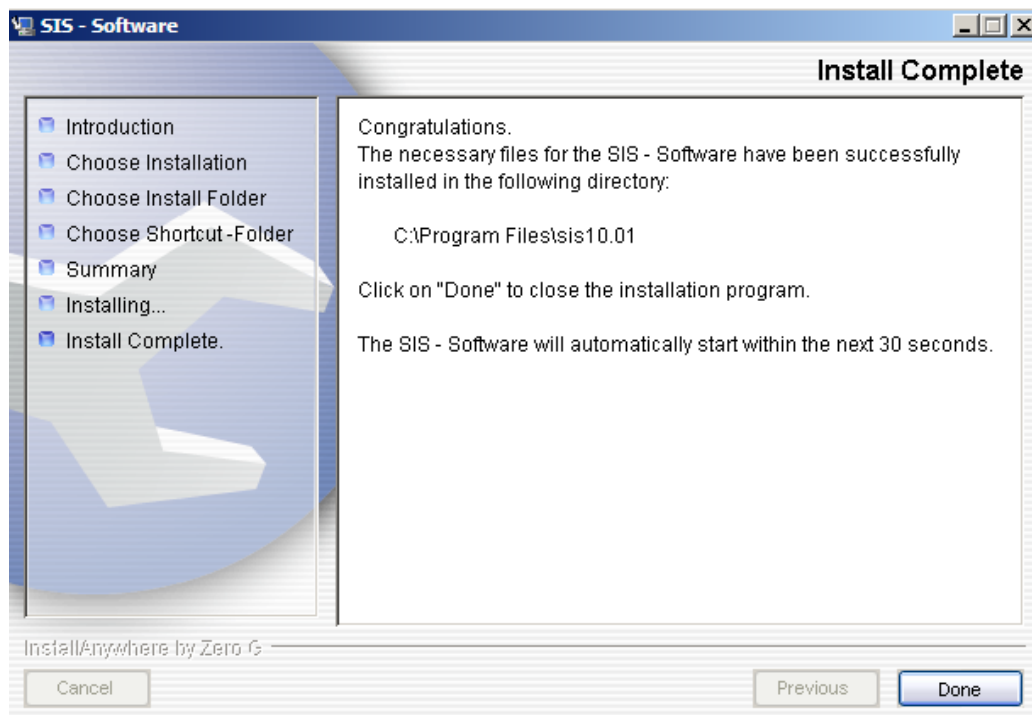 SIS - Software
Install Complete
Introduction
Choose Installation
Choose Install Folder
Choose Shortcut -Folder
Summary
Installing...
Install Complete.
Congratulations.
The necessary files for the SIS - Software have been successfully
installed in the following directory:
C:\Program Files\sis10.01
Click on "Done" to close the installation program.
The SIS - Software will automatically start within the next 30 seconds.
InstallAnywhere by Zero G
Cancel
Previous
Done